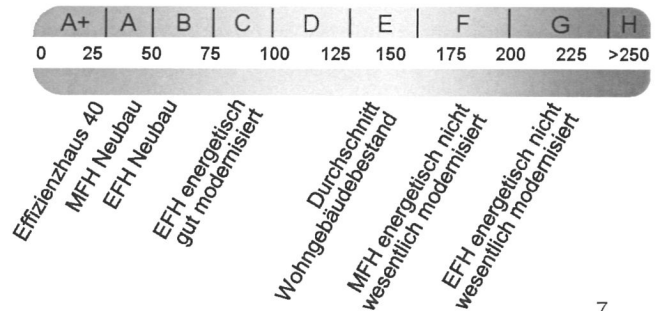 A+ A B C D E F G H
0 25 50 75 100 125 150 175 200 225 >250
Effizienzhaus 40
MFH Neubau
EFH Neubau
EFH energetisch
gut modernisiert
Durchschnitt
Wohngebäudebestand
MFH energetisch nicht
wesentlich modernisiert
EFH energetisch nicht
wesentlich modernisiert
7